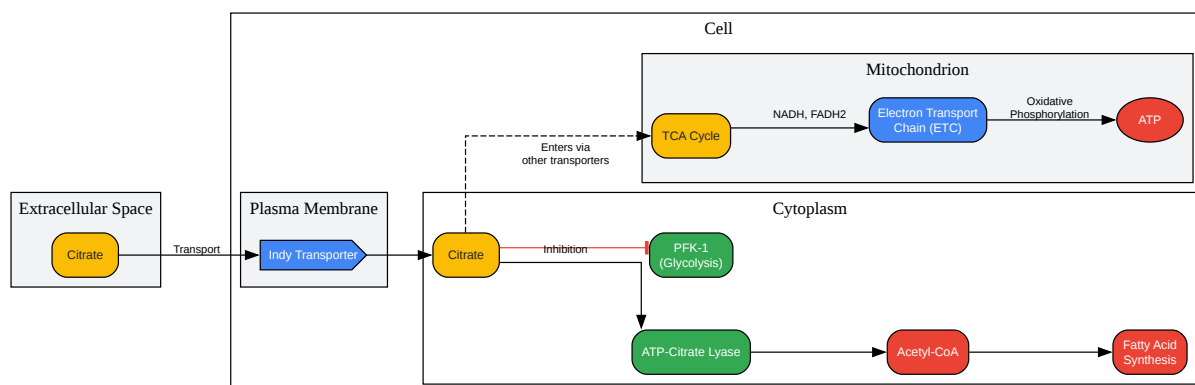 Cell
Mitochondrion
TCA Cycle
NADH, FADH2
Electron Transport
Chain (ETC)
Oxidative
Phosphorylation
ATP
Enters via
other transporters
Extracellular Space
Citrate
Transport
Plasma Membrane
Indy Transporter
Cytoplasm
Citrate
Inhibition
PFK-1
(Glycolysis)
ATP-Citrate Lyase
Acetyl-CoA
Fatty Acid
Synthesis